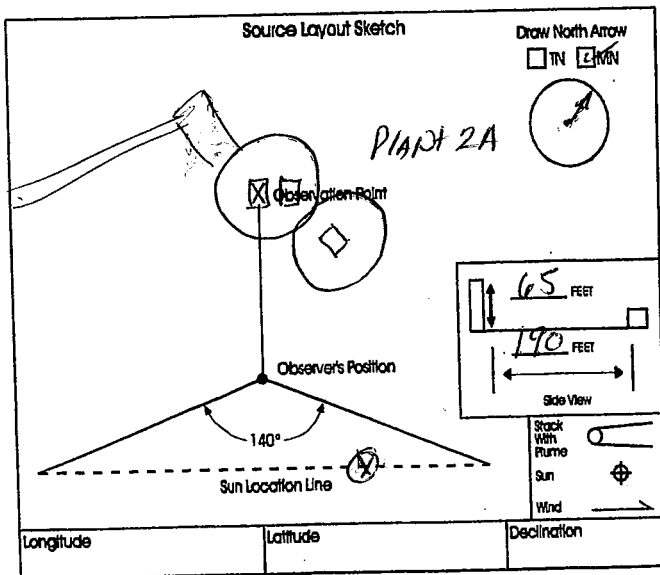 Source Layout Sketch
Draw North Arrow
TN MN
PLANT 2A
X Observation Point
65 FEET
190 FEET
Side View
Observer's Position
140°
X
Sun Location Line
Stack
With
Plume
Sun
Wind
Longitude Latitude Declination